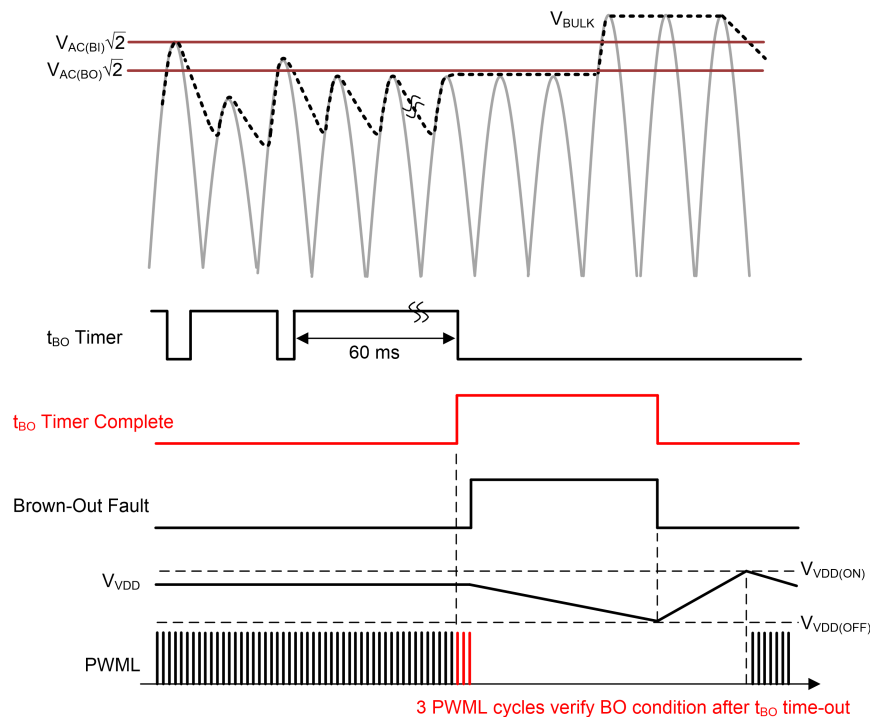 V_BULK
V_AC(BI)√2
V_AC(BO)√2
t_BO Timer
60 ms
t_BO Timer Complete
Brown-Out Fault
V_VDD
V_VDD(ON)
V_VDD(OFF)
PWML
3 PWML cycles verify BO condition after t_BO time-out